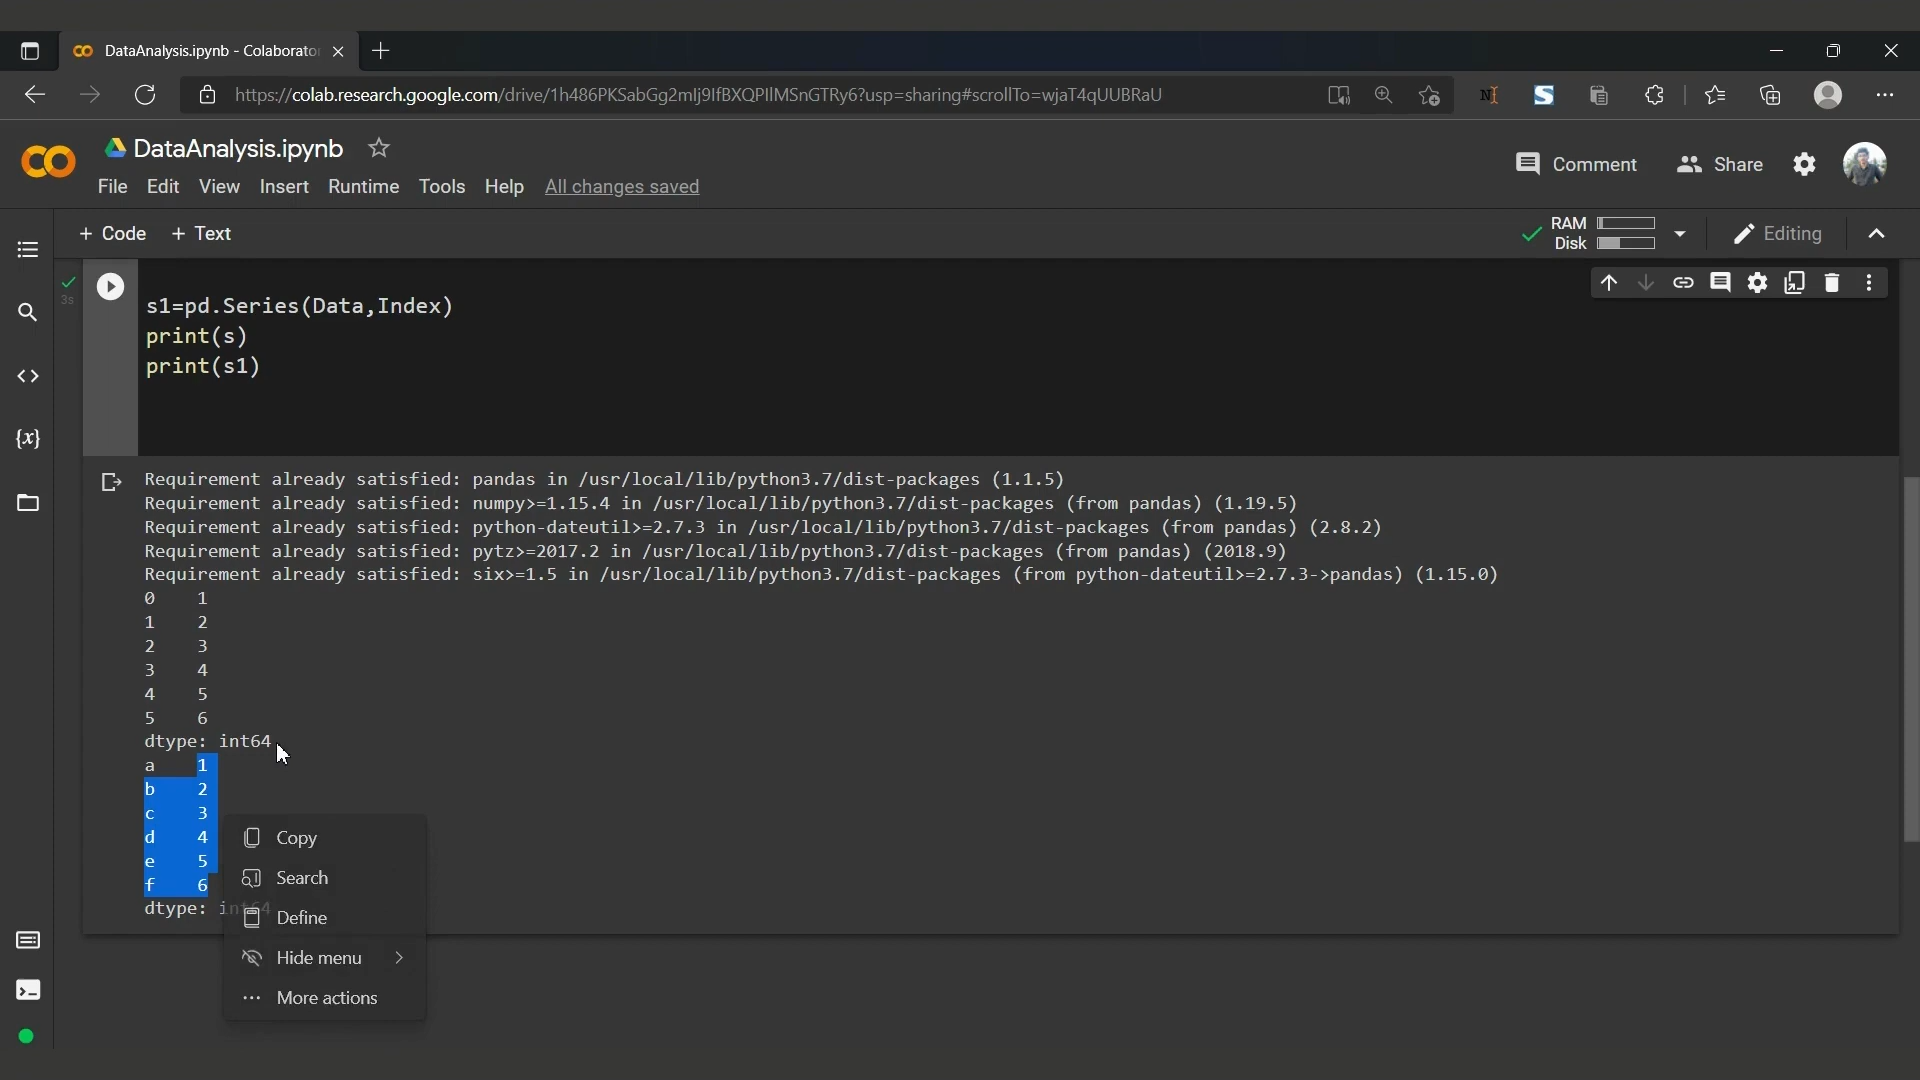 DataAnalysis.ipynb - Colaborato
https://colab.research.google.com/drive/1h486PKSabGg2mlj9IfBXQPIlMSnGTRy6?usp=sharing#scrollTo=wjaT4qUUBRaU
DataAnalysis.ipynb
Comment
Share
File Edit View Insert Runtime Tools Help All changes saved
+ Code + Text
RAM
Disk
Editing
3s
s1=pd.Series(Data,Index)
print(s)
print(s1)
Requirement already satisfied: pandas in /usr/local/lib/python3.7/dist-packages (1.1.5)
Requirement already satisfied: numpy>=1.15.4 in /usr/local/lib/python3.7/dist-packages (from pandas) (1.19.5)
Requirement already satisfied: python-dateutil>=2.7.3 in /usr/local/lib/python3.7/dist-packages (from pandas) (2.8.2)
Requirement already satisfied: pytz>=2017.2 in /usr/local/lib/python3.7/dist-packages (from pandas) (2018.9)
Requirement already satisfied: six>=1.5 in /usr/local/lib/python3.7/dist-packages (from python-dateutil>=2.7.3->pandas) (1.15.0)
0 1
1 2
2 3
3 4
4 5
5 6
dtype: int64
a 1
b 2
c 3
d 4
e 5
f 6
dtype: int64
Copy
Search
Define
Hide menu
More actions